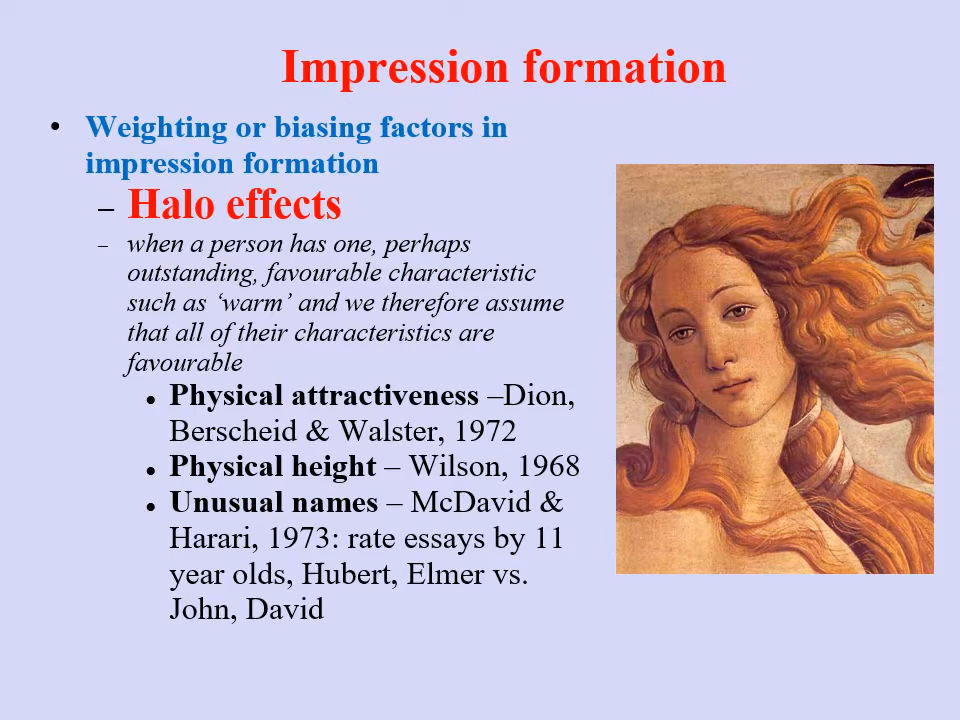 Impression formation
• Weighting or biasing factors in
impression formation
– Halo effects
– when a person has one, perhaps
outstanding, favourable characteristic
such as ‘warm’ and we therefore assume
that all of their characteristics are
favourable
• Physical attractiveness –Dion,
Berscheid & Walster, 1972
• Physical height – Wilson, 1968
• Unusual names – McDavid &
Harari, 1973: rate essays by 11
year olds, Hubert, Elmer vs.
John, David